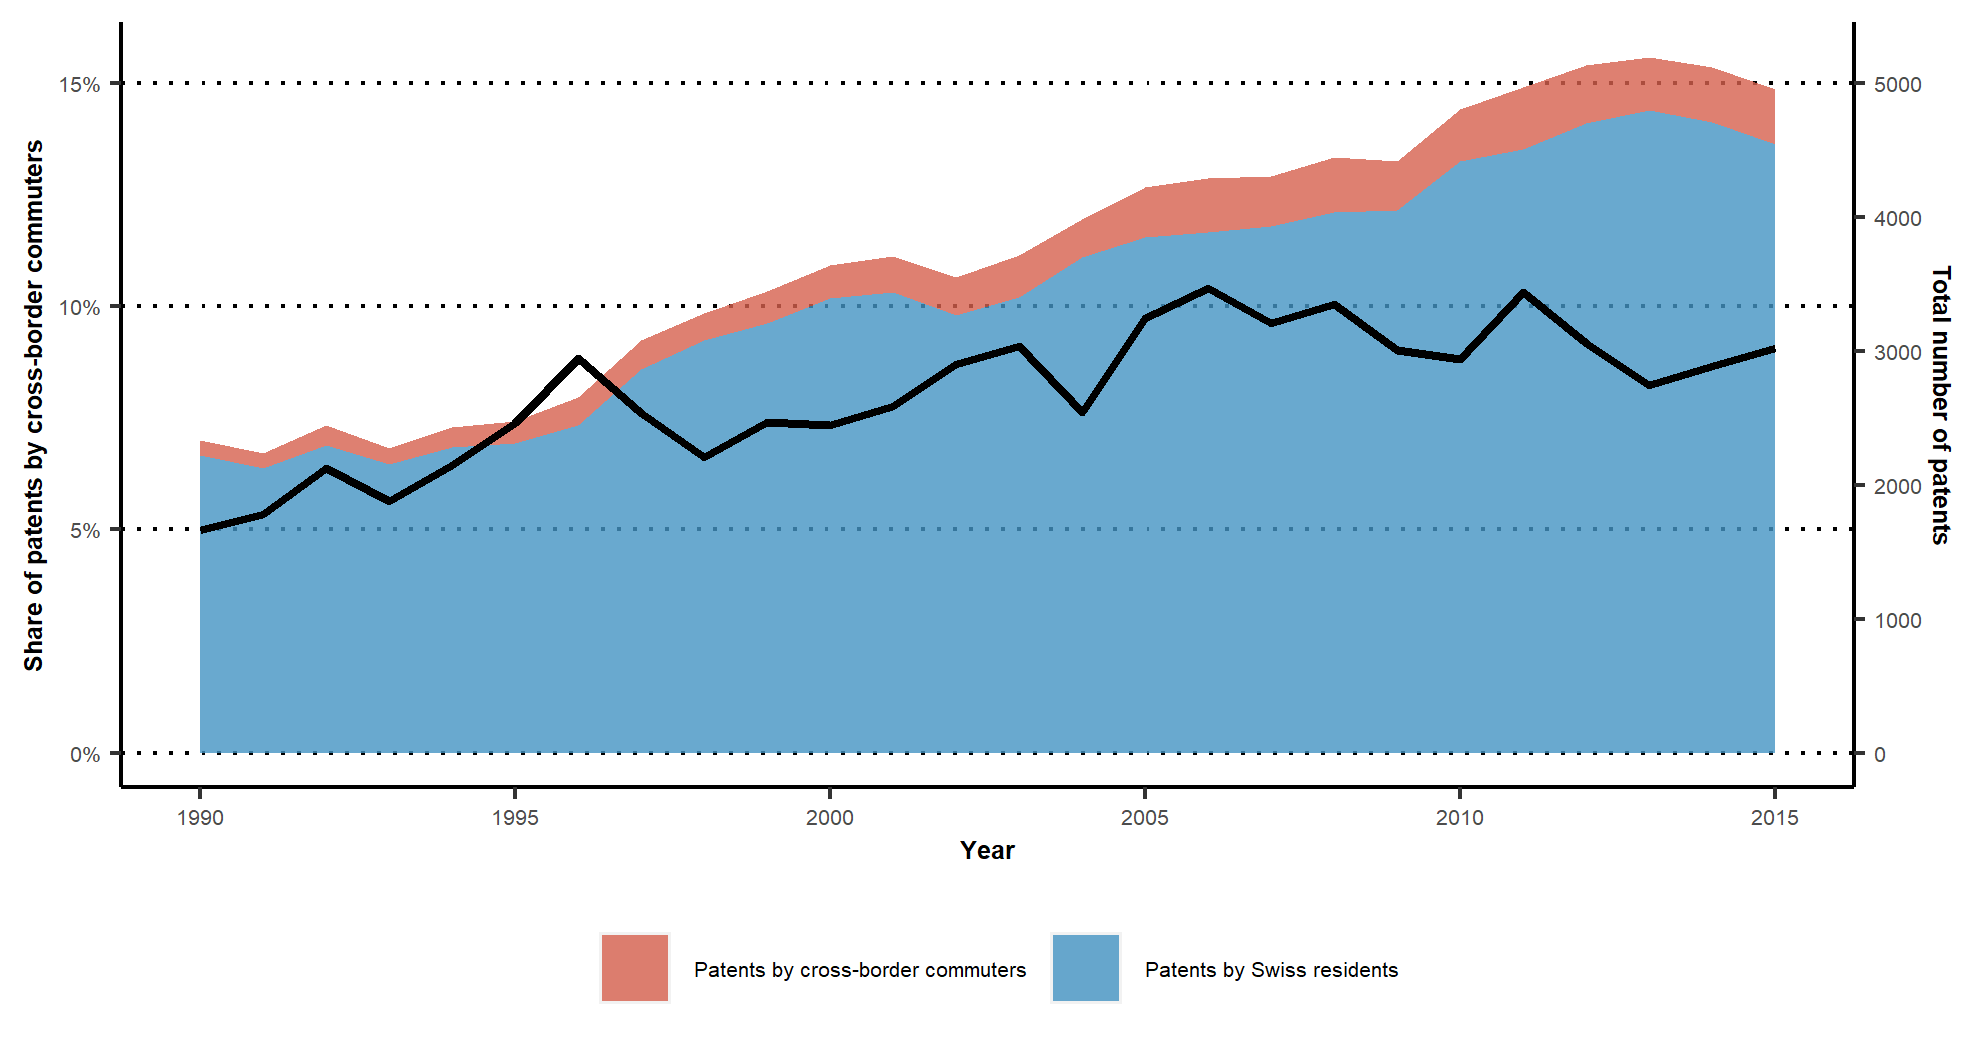 Share of patents by cross-border commuters
15%
10%
5%
0%
5000
4000
3000
2000
1000
0
Total number of patents
1990 1995 2000 2005 2010 2015
Year
Patents by cross-border commuters
Patents by Swiss residents